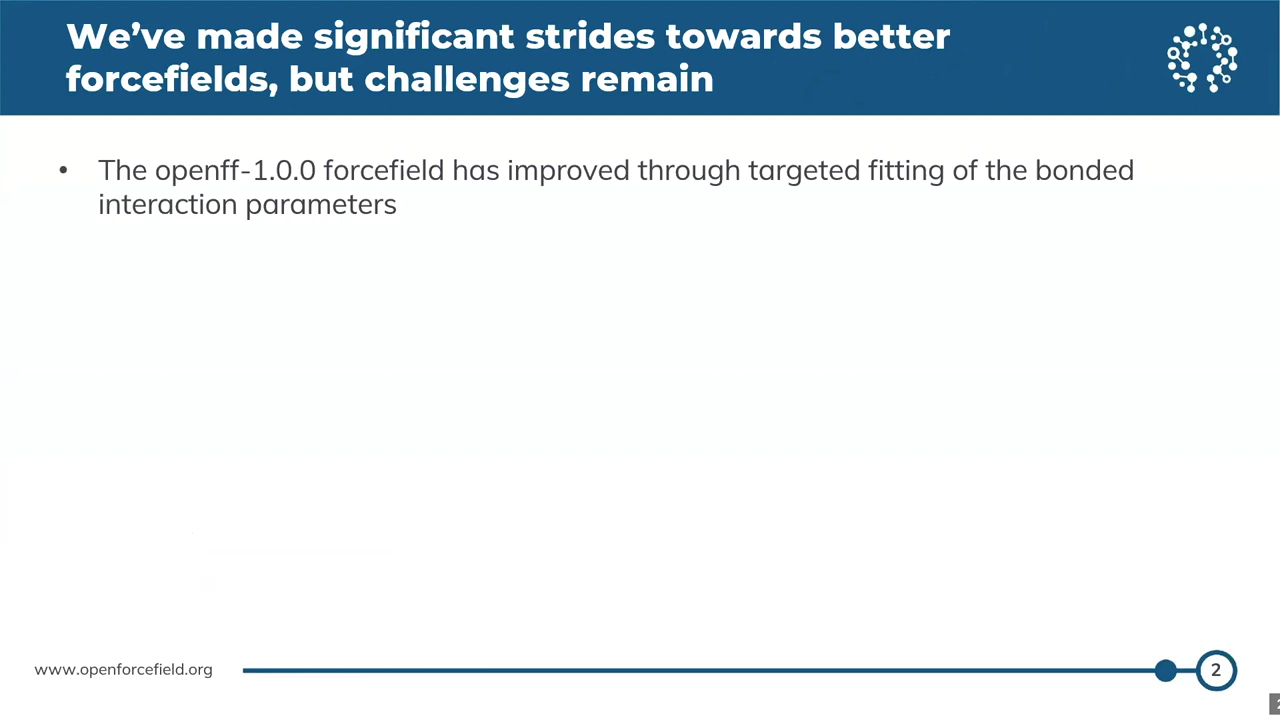 We’ve made significant strides towards better
forcefields, but challenges remain
• The openff-1.0.0 forcefield has improved through targeted fitting of the bonded
interaction parameters
www.openforcefield.org
2